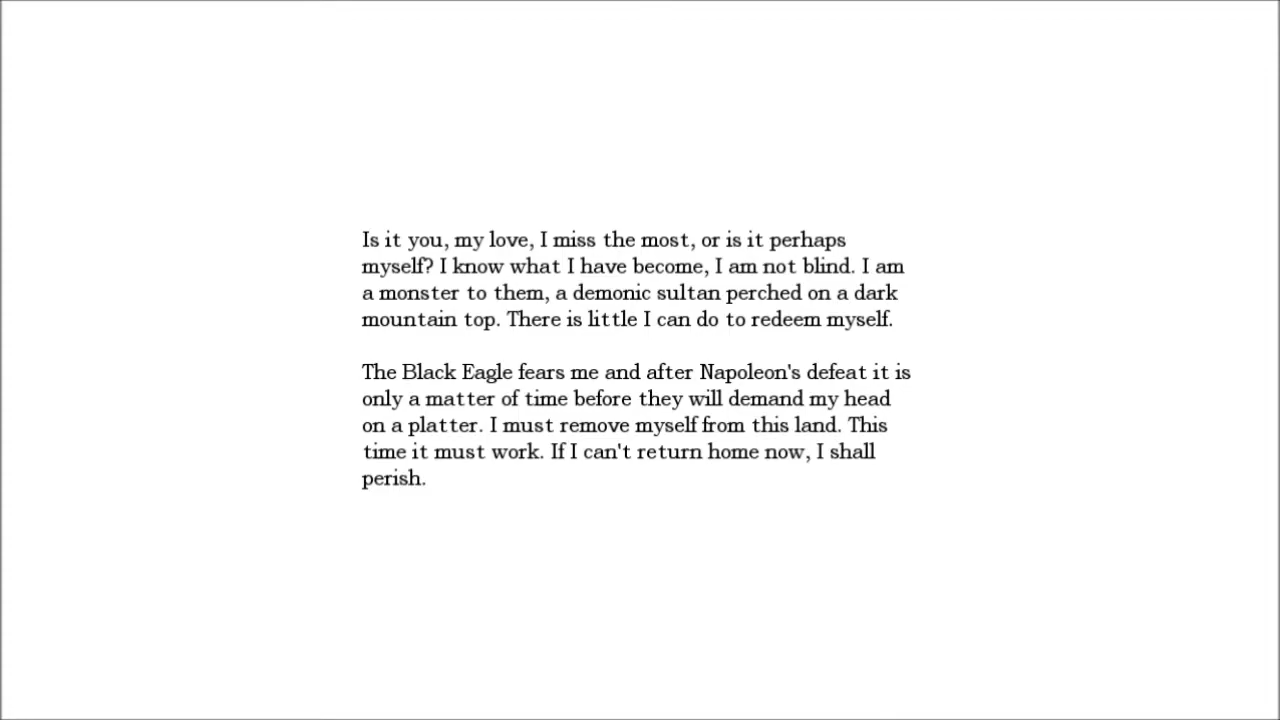 Is it you, my love, I miss the most, or is it perhaps
myself? I know what I have become, I am not blind. I am
a monster to them, a demonic sultan perched on a dark
mountain top. There is little I can do to redeem myself.
The Black Eagle fears me and after Napoleon's defeat it is
only a matter of time before they will demand my head
on a platter. I must remove myself from this land. This
time it must work. If I can't return home now, I shall
perish.